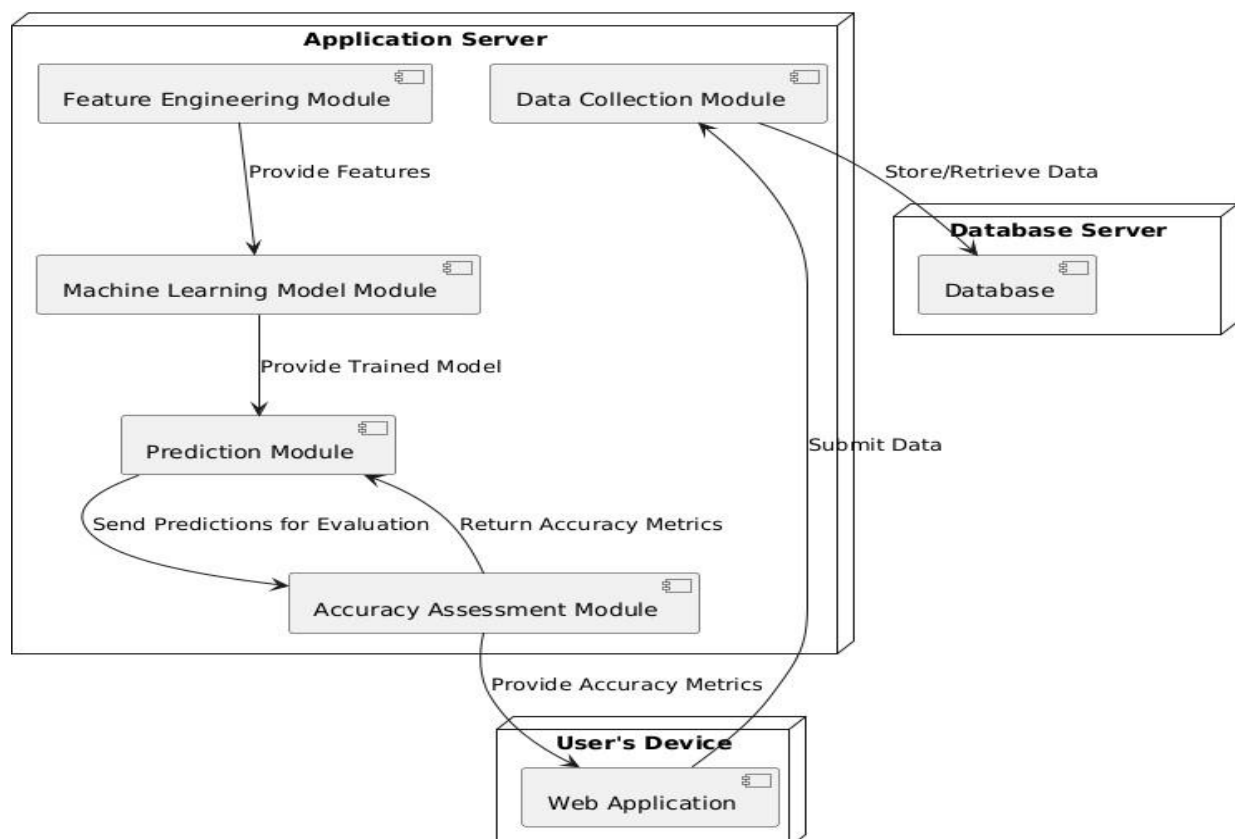 Application Server
Feature Engineering Module
Data Collection Module
Provide Features
Store/Retrieve Data
Database Server
Machine Learning Model Module
Database
Provide Trained Model
Prediction Module
Submit Data
Send Predictions for Evaluation
Return Accuracy Metrics
Accuracy Assessment Module
Provide Accuracy Metrics
User's Device
Web Application